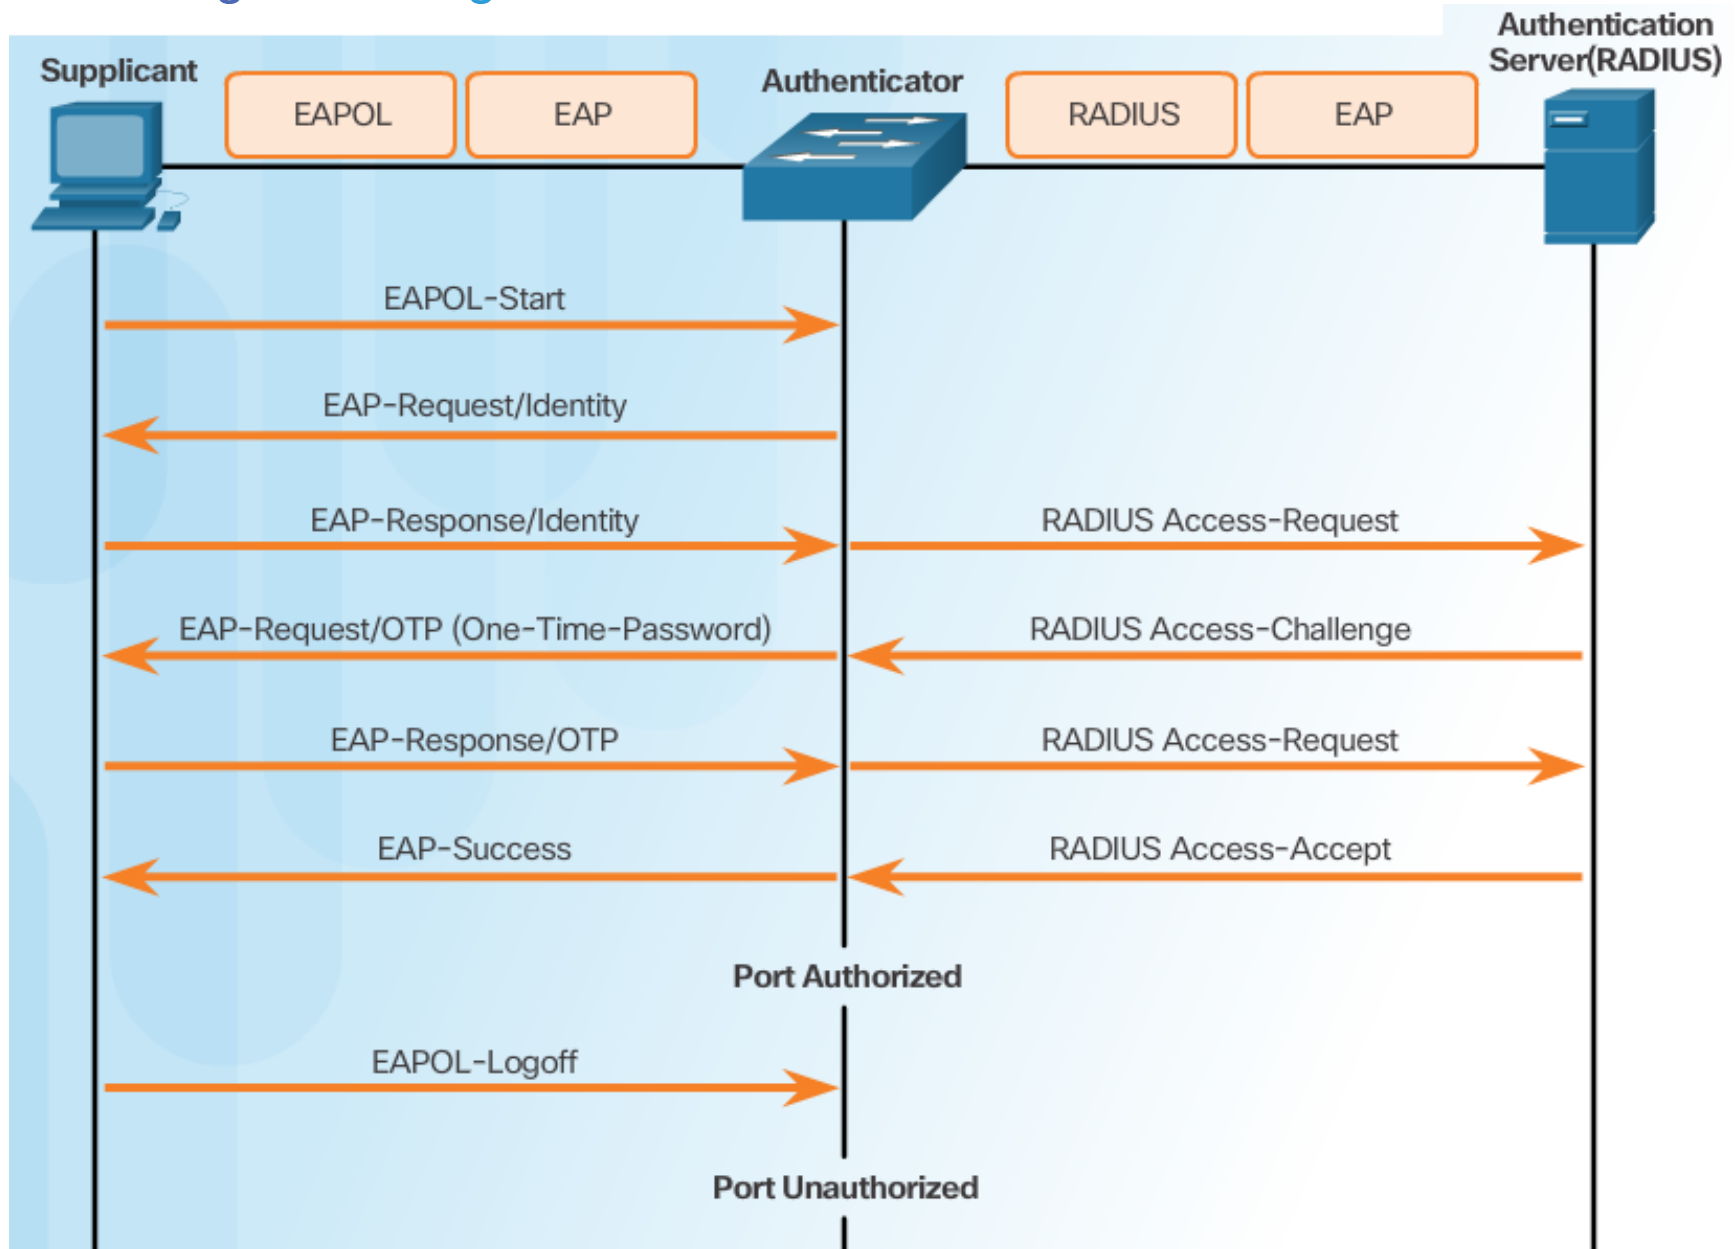 Authentication
Server(RADIUS)
Supplicant
EAPOL
EAP
Authenticator
RADIUS
EAP
EAPOL-Start
EAP-Request/Identity
EAP-Response/Identity
RADIUS Access-Request
EAP-Request/OTP (One-Time-Password)
RADIUS Access-Challenge
EAP-Response/OTP
RADIUS Access-Request
EAP-Success
RADIUS Access-Accept
Port Authorized
EAPOL-Logoff
Port Unauthorized